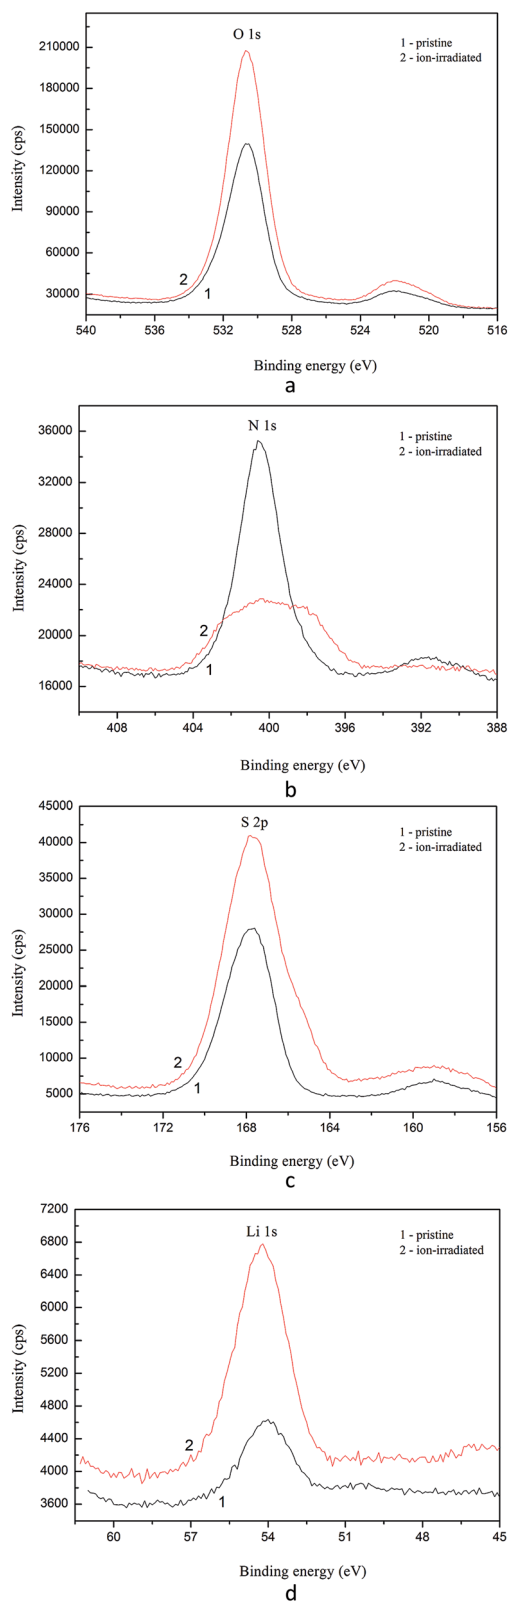 O 1s
1 - pristine
2 - ion-irradiated
210000
180000
150000
120000
90000
60000
30000
Intensity (cps)
2
1
540 536 532 528 524 520 516
Binding energy (eV)
a
N 1s
1 - pristine
2 - ion-irradiated
36000
32000
28000
24000
20000
16000
Intensity (cps)
2
1
408 404 400 396 392 388
Binding energy (eV)
b
S 2p
1 - pristine
2 - ion-irradiated
45000
40000
35000
30000
25000
20000
15000
10000
5000
Intensity (cps)
2
1
176 172 168 164 160 156
Binding energy (eV)
c
Li 1s
1 - pristine
2 - ion-irradiated
7200
6800
6400
6000
5600
5200
4800
4400
4000
3600
Intensity (cps)
2
1
60 57 54 51 48 45
Binding energy (eV)
d